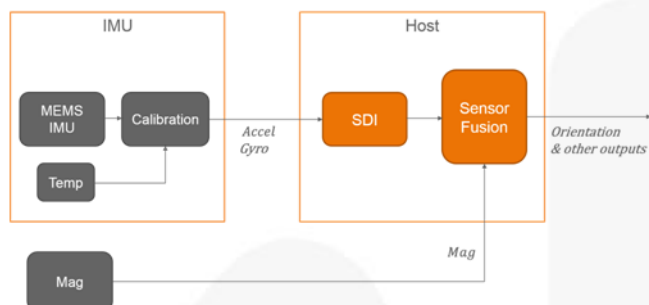 IMU
Host
MEMS
IMU
Calibration
Accel
Gyro
SDI
Sensor
Fusion
Orientation
& other outputs
Temp
Mag
Mag